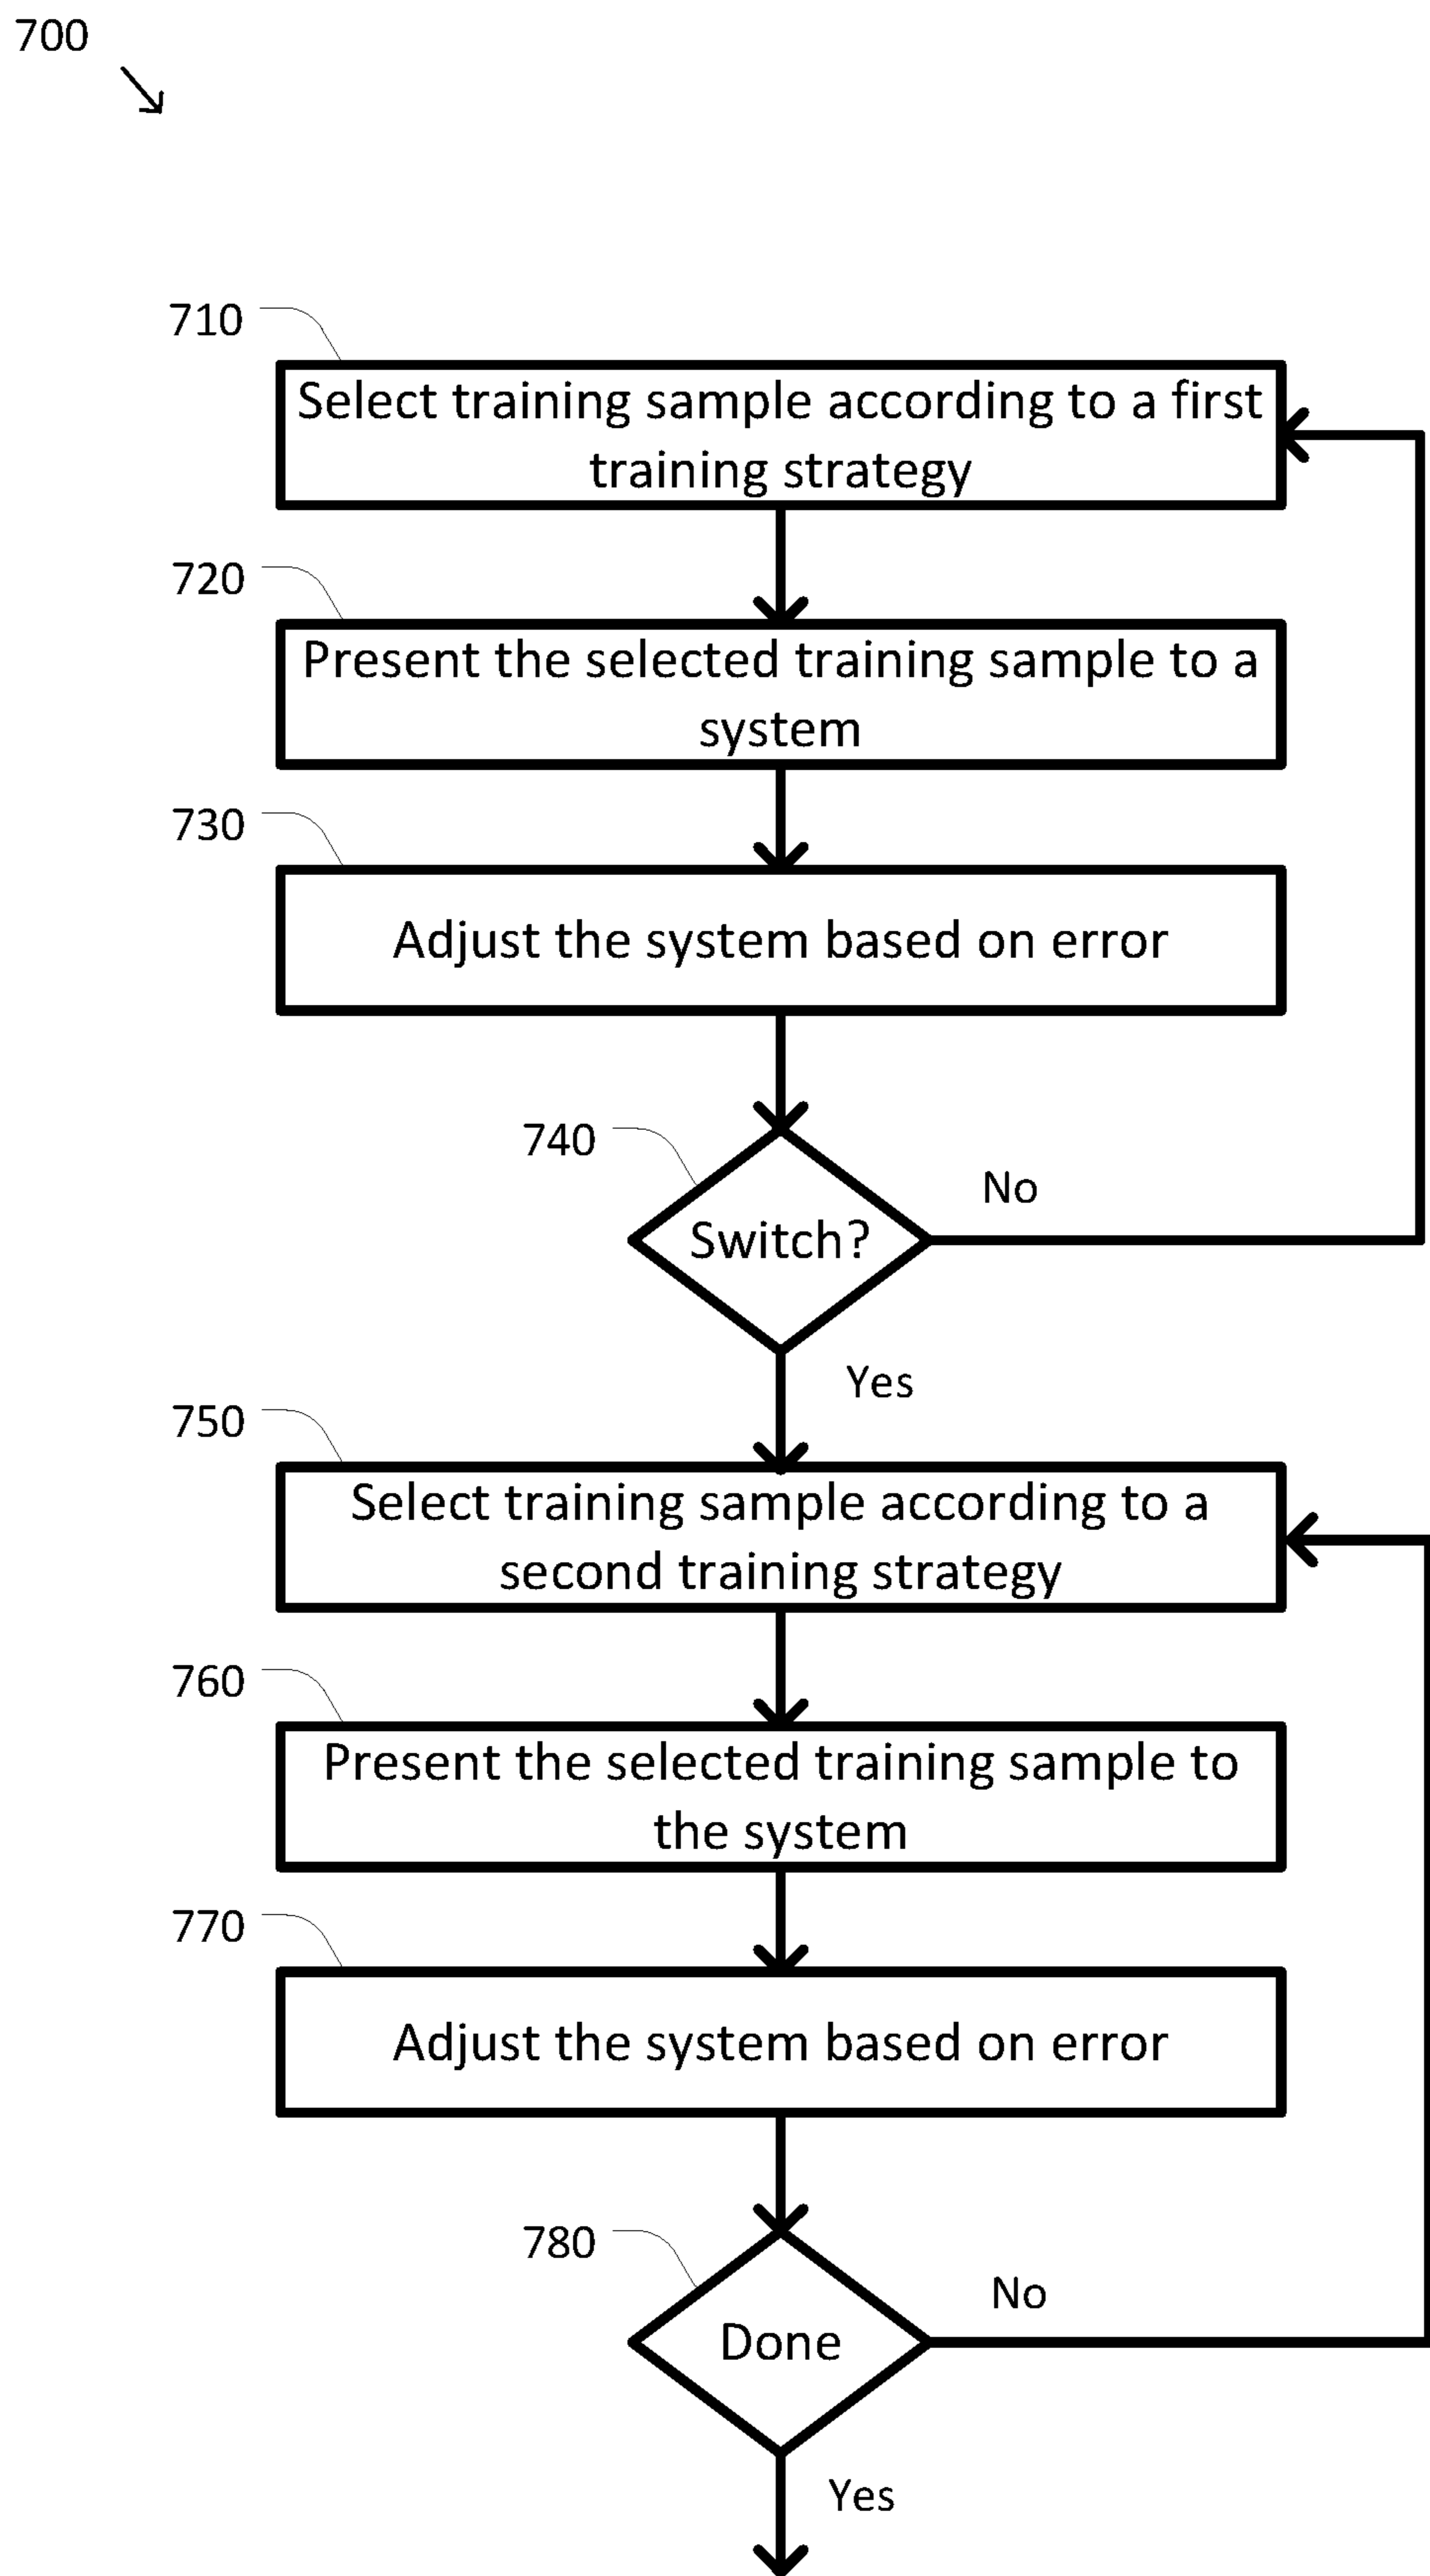 700
710
Select training sample according to a first
training strategy
720
Present the selected training sample to a
system
730
Adjust the system based on error
740
Switch?
No
Yes
750
Select training sample according to a
second training strategy
760
Present the selected training sample to
the system
770
Adjust the system based on error
780
Done
No
Yes